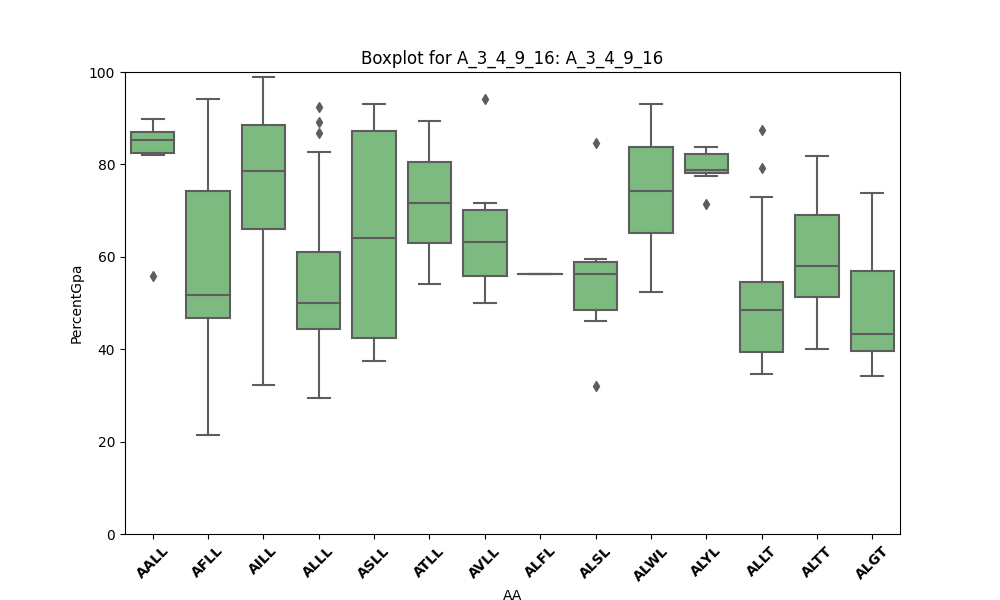 Boxplot for A_3_4_9_16: A_3_4_9_16
PercentGpa
100
80
60
40
20
0
AALL AFLL AILL ALLL ASLL ATLL AVLL ALFL ALSL ALWL ALYL ALLT ALTT ALGT
AA